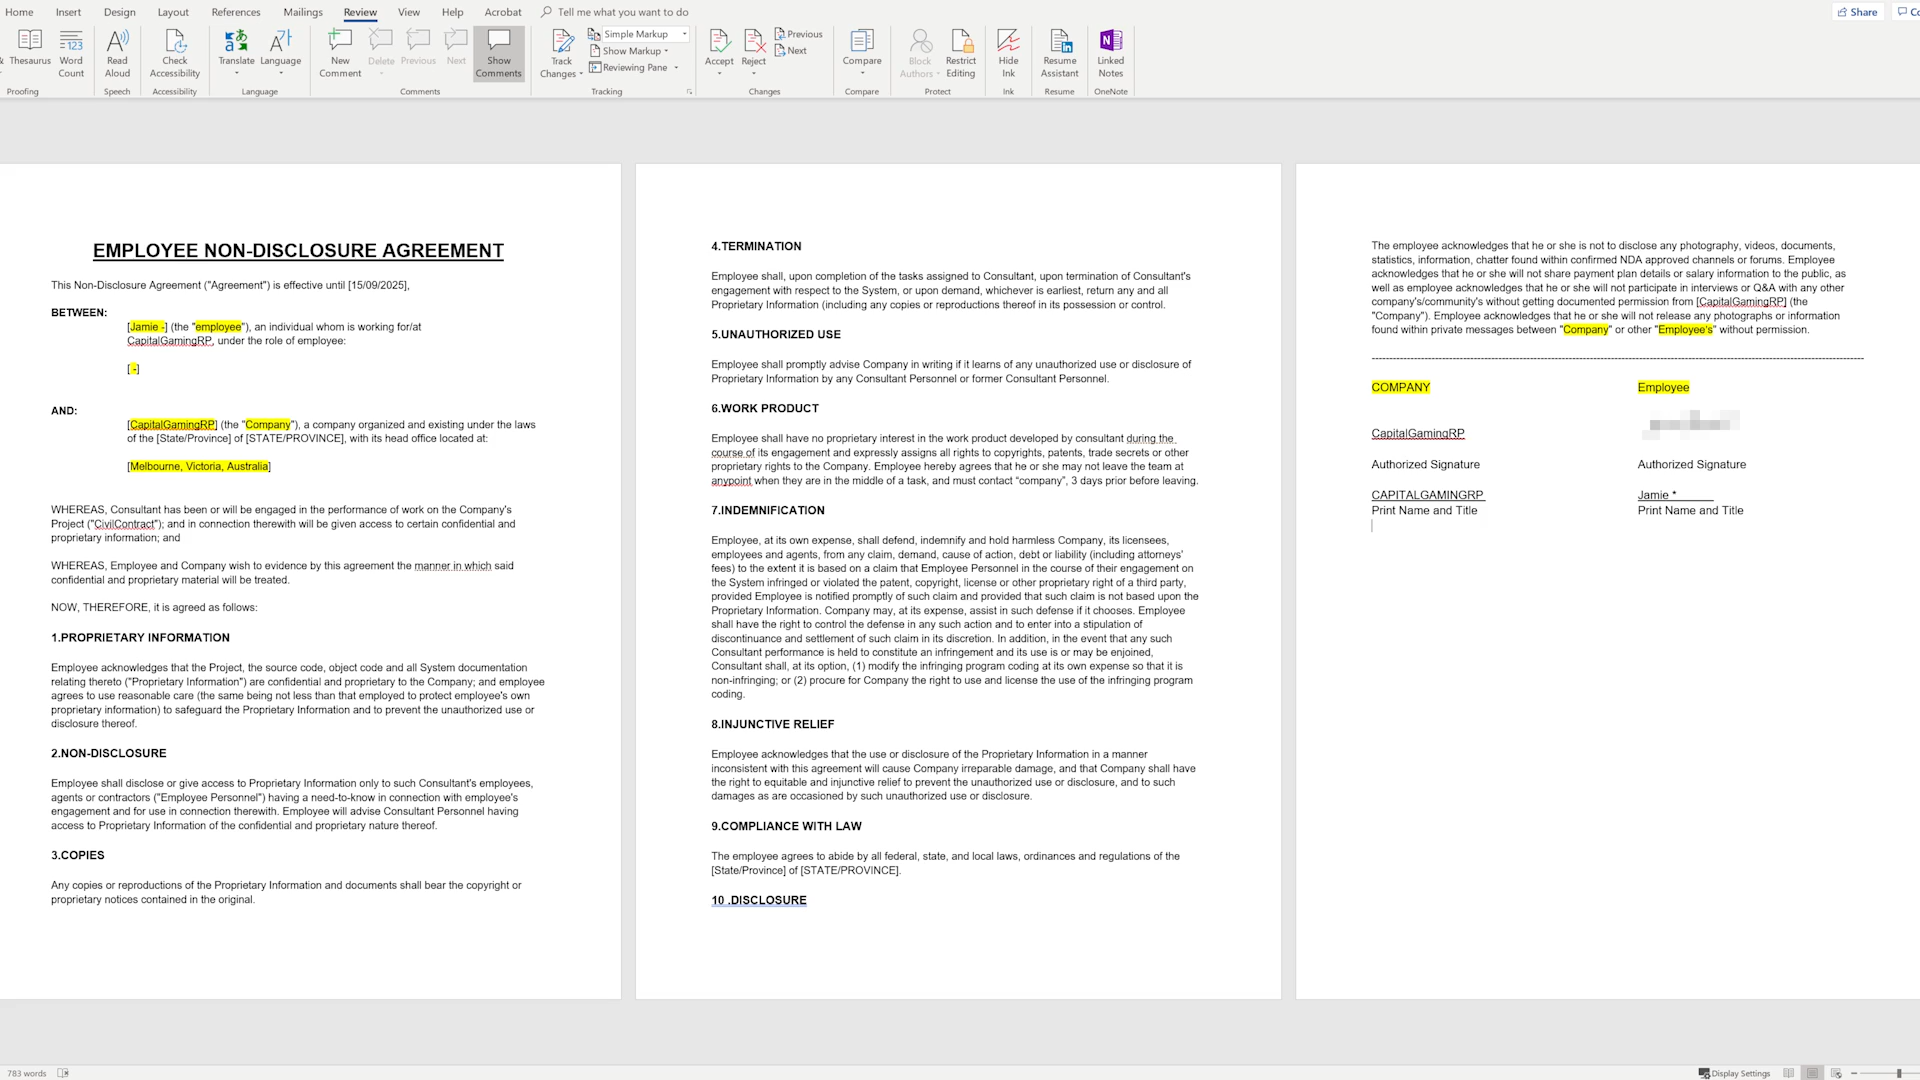 Home Insert Design Layout References Mailings Review View Help Acrobat Tell me what you want to do Share
Thesaurus Word Count Read Aloud Check Accessibility Translate Language New Comment Delete Previous Next Show Comments Track Changes Simple Markup Show Markup Reviewing Pane Accept Reject Previous Next Compare Block Authors Restrict Editing Hide Ink Resume Assistant Linked Notes
Proofing Speech Accessibility Language Comments Tracking Changes Compare Protect Ink Resume OneNote
EMPLOYEE NON-DISCLOSURE AGREEMENT
This Non-Disclosure Agreement ("Agreement") is effective until [15/09/2025],
BETWEEN:
[Jamie -] (the "employee"), an individual whom is working for/at
CapitalGamingRP, under the role of employee:
[ -]
AND:
[CapitalGamingRP] (the "Company"), a company organized and existing under the laws
of the [State/Province] of [STATE/PROVINCE], with its head office located at:
[Melbourne, Victoria, Australia]
WHEREAS, Consultant has been or will be engaged in the performance of work on the Company's
Project ("CivilContract"); and in connection therewith will be given access to certain confidential and
proprietary information; and
WHEREAS, Employee and Company wish to evidence by this agreement the manner in which said
confidential and proprietary material will be treated.
NOW, THEREFORE, it is agreed as follows:
1.PROPRIETARY INFORMATION
Employee acknowledges that the Project, the source code, object code and all System documentation
relating thereto ("Proprietary Information") are confidential and proprietary to the Company; and employee
agrees to use reasonable care (the same being not less than that employed to protect employee's own
proprietary information) to safeguard the Proprietary Information and to prevent the unauthorized use or
disclosure thereof.
2.NON-DISCLOSURE
Employee shall disclose or give access to Proprietary Information only to such Consultant's employees,
agents or contractors ("Employee Personnel") having a need-to-know in connection with employee's
engagement and for use in connection therewith. Employee will advise Consultant Personnel having
access to Proprietary Information of the confidential and proprietary nature thereof.
3.COPIES
Any copies or reproductions of the Proprietary Information and documents shall bear the copyright or
proprietary notices contained in the original.
4.TERMINATION
Employee shall, upon completion of the tasks assigned to Consultant, upon termination of Consultant's
engagement with respect to the System, or upon demand, whichever is earliest, return any and all
Proprietary Information (including any copies or reproductions thereof in its possession or control.
5.UNAUTHORIZED USE
Employee shall promptly advise Company in writing if it learns of any unauthorized use or disclosure of
Proprietary Information by any Consultant Personnel or former Consultant Personnel.
6.WORK PRODUCT
Employee shall have no proprietary interest in the work product developed by consultant during the
course of its engagement and expressly assigns all rights to copyrights, patents, trade secrets or other
proprietary rights to the Company. Employee hereby agrees that he or she may not leave the team at
anypoint when they are in the middle of a task, and must contact “company”, 3 days prior before leaving.
7.INDEMNIFICATION
Employee, at its own expense, shall defend, indemnify and hold harmless Company, its licensees,
employees and agents, from any claim, demand, cause of action, debt or liability (including attorneys'
fees) to the extent it is based on a claim that Employee Personnel in the course of their engagement on
the System infringed or violated the patent, copyright, license or other proprietary right of a third party,
provided Employee is notified promptly of such claim and provided that such claim is not based upon the
Proprietary Information. Company may, at its expense, assist in such defense if it chooses. Employee
shall have the right to control the defense in any such action and to enter into a stipulation of
discontinuance and settlement of such claim in its discretion. In addition, in the event that any such
Consultant performance is held to constitute an infringement and its use is or may be enjoined,
Consultant shall, at its option, (1) modify the infringing program coding at its own expense so that it is
non-infringing; or (2) procure for Company the right to use and license the use of the infringing program
coding.
8.INJUNCTIVE RELIEF
Employee acknowledges that the use or disclosure of the Proprietary Information in a manner
inconsistent with this agreement will cause Company irreparable damage, and that Company shall have
the right to equitable and injunctive relief to prevent the unauthorized use or disclosure, and to such
damages as are occasioned by such unauthorized use or disclosure.
9.COMPLIANCE WITH LAW
The employee agrees to abide by all federal, state, and local laws, ordinances and regulations of the
[State/Province] of [STATE/PROVINCE].
10 .DISCLOSURE
The employee acknowledges that he or she is not to disclose any photography, videos, documents,
statistics, information, chatter found within confirmed NDA approved channels or forums. Employee
acknowledges that he or she will not share payment plan details or salary information to the public, as
well as employee acknowledges that he or she will not participate in interviews or Q&A with any other
company's/community's without getting documented permission from [CapitalGamingRP] (the
"Company"). Employee acknowledges that he or she will not release any photographs or information
found within private messages between "Company" or other "Employee's" without permission.
COMPANY Employee
CapitalGamingRP
Authorized Signature Authorized Signature
CAPITALGAMINGRP Jamie *
Print Name and Title Print Name and Title
783 words Display Settings